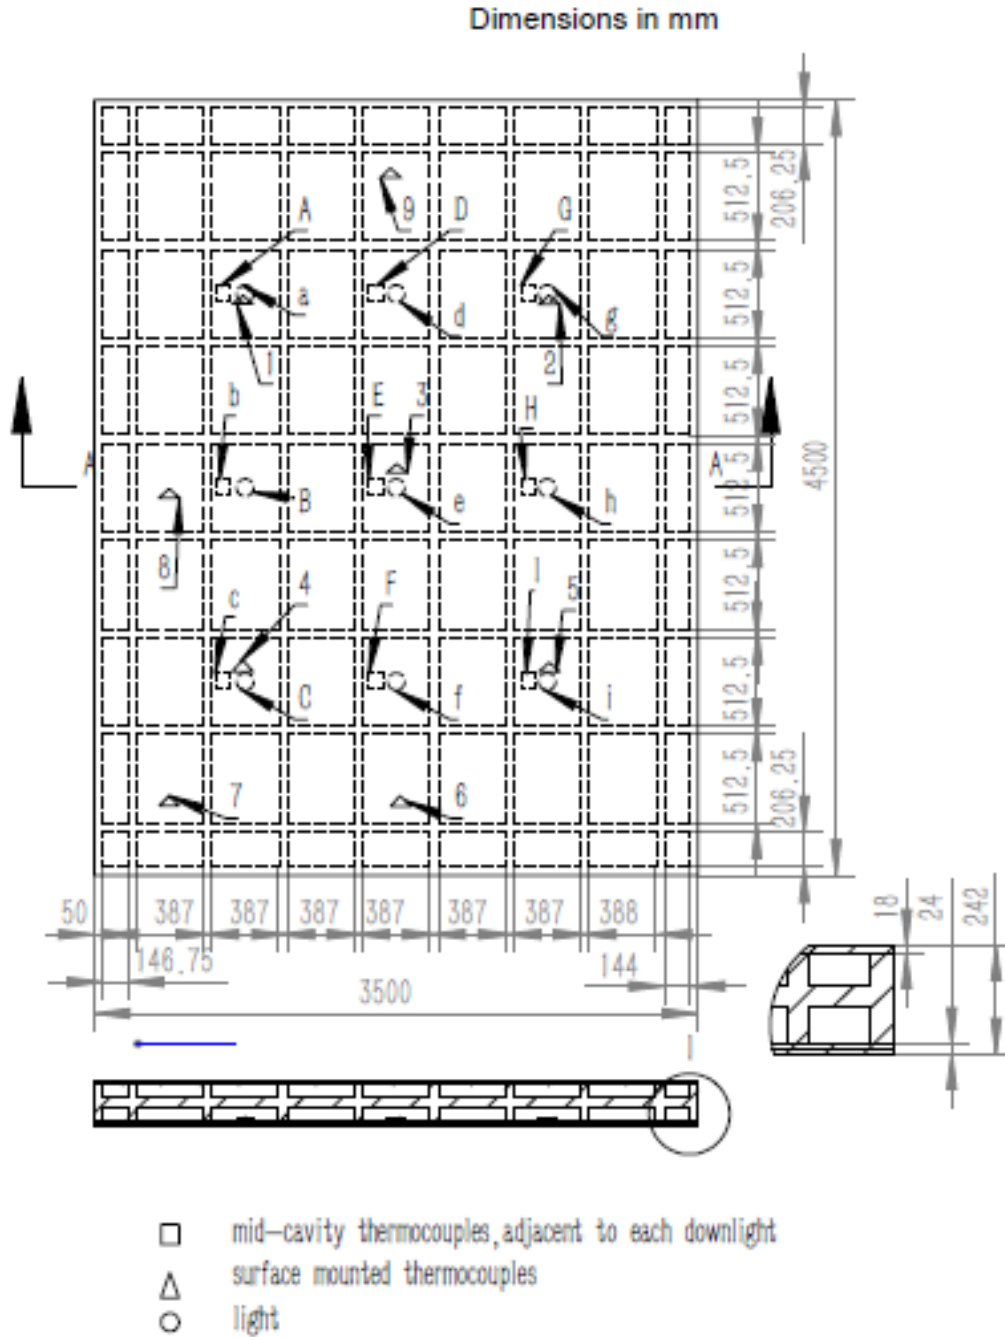 Dimensions in mm
512.5
206.25
9
A
D
G
a
d
g
512.5
1
2
512.5
b
E
3
H
A
A
4500
B
e
h
512.5
8
512.5
c
4
F
I
5
C
f
i
512.5
7
6
512.5
206.25
50
387
387
387
387
387
387
388
18
24
242
146.75
144
3500
I
mid-cavity thermocouples, adjacent to each downlight
surface mounted thermocouples
light